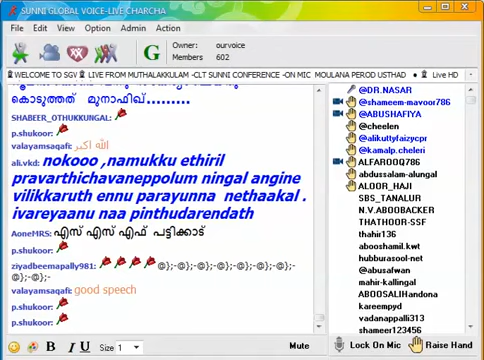 SUNNI GLOBAL VOICE-LIVE CHARCHA
File Edit View Option Admin Action
G Owner: ourvoice
Members 602
WELCOME TO SGV LIVE FROM MUTHALAKKULAM -CLT SUNNI CONFERENCE -ON MIC MOULANA PEROD USTHAD Live HD
കൊടുത്തത് മുനാഫിഖ്.........
SHABEER_OTHUKKUNGAL:
p.shukoor:
valayamsaqafi: الله اكبر
ali.vkd: nokooo ,namukku ethiril
pravarthichavaneppolum ningal angine
vilikkaruth ennu parayunna nethaakal .
ivareyaanu naa pinthudarendath
AoneMRS: എസ് എസ് എഫ് പട്ടിക്കാട്
p.shukoor:
ziyadbeemapally981: @};-@};-@};-@};-@};-@};-
@};-@};-
valayamsaqafi: good speech
p.shukoor:
p.shukoor:
@DR.NASAR
@shameem-mavoor786
@ABUSHAFIYA
@cheelen
@alikuttyfaizycpr
@kamalp.cheleri
ALFAROOQ786
abdussalam-alungal
ALOOR_HAJI
SBS_TANALUR
N.V.ABOOBACKER
THATHOOR-SSF
thahir136
abooshamil.kwt
hubburasool-net
@abusafwan
mahir-kallingal
ABOOSALIHandona
kareempyd
vadanappalli313
shameer123456
B I U Size 1 Mute Lock On Mic Raise Hand